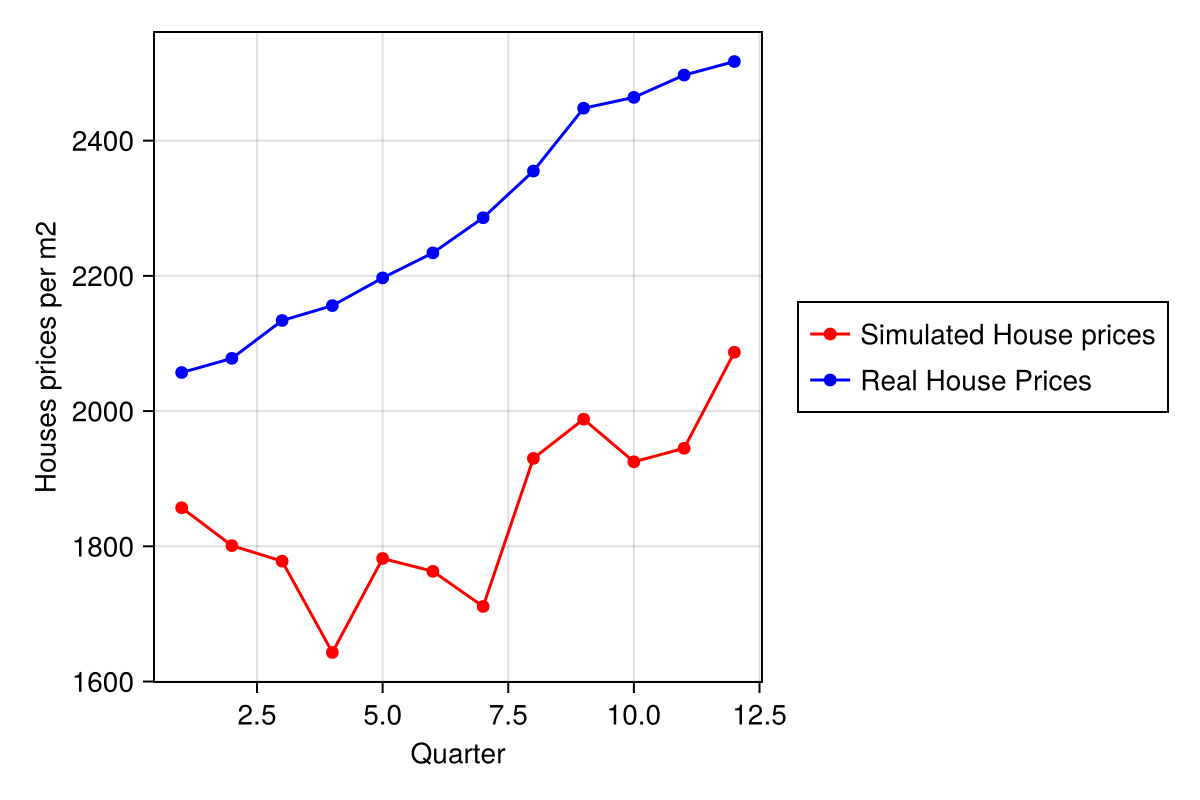 Houses prices per m2
2400
2200
2000
1800
1600
2.5 5.0 7.5 10.0 12.5
Quarter
Simulated House prices
Real House Prices